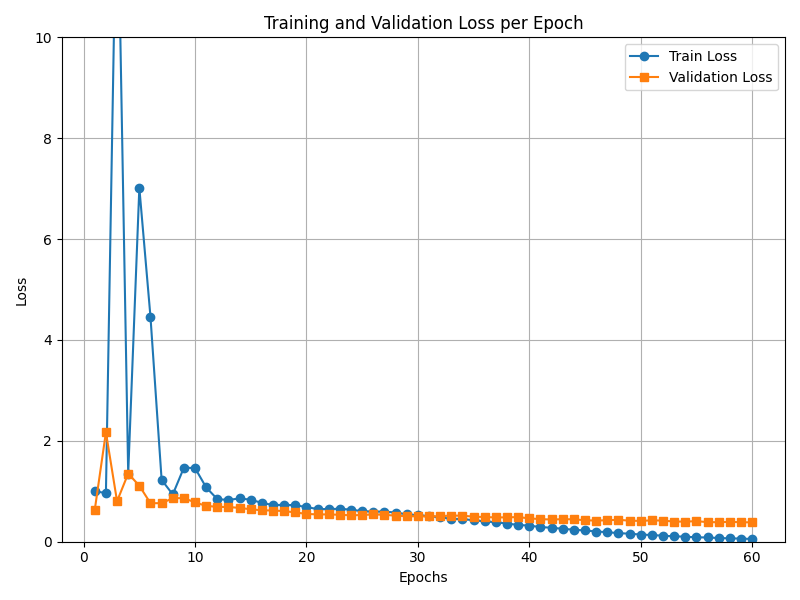 Training and Validation Loss per Epoch
Train Loss
Validation Loss
10
8
6
4
2
0
Loss
0 10 20 30 40 50 60
Epochs